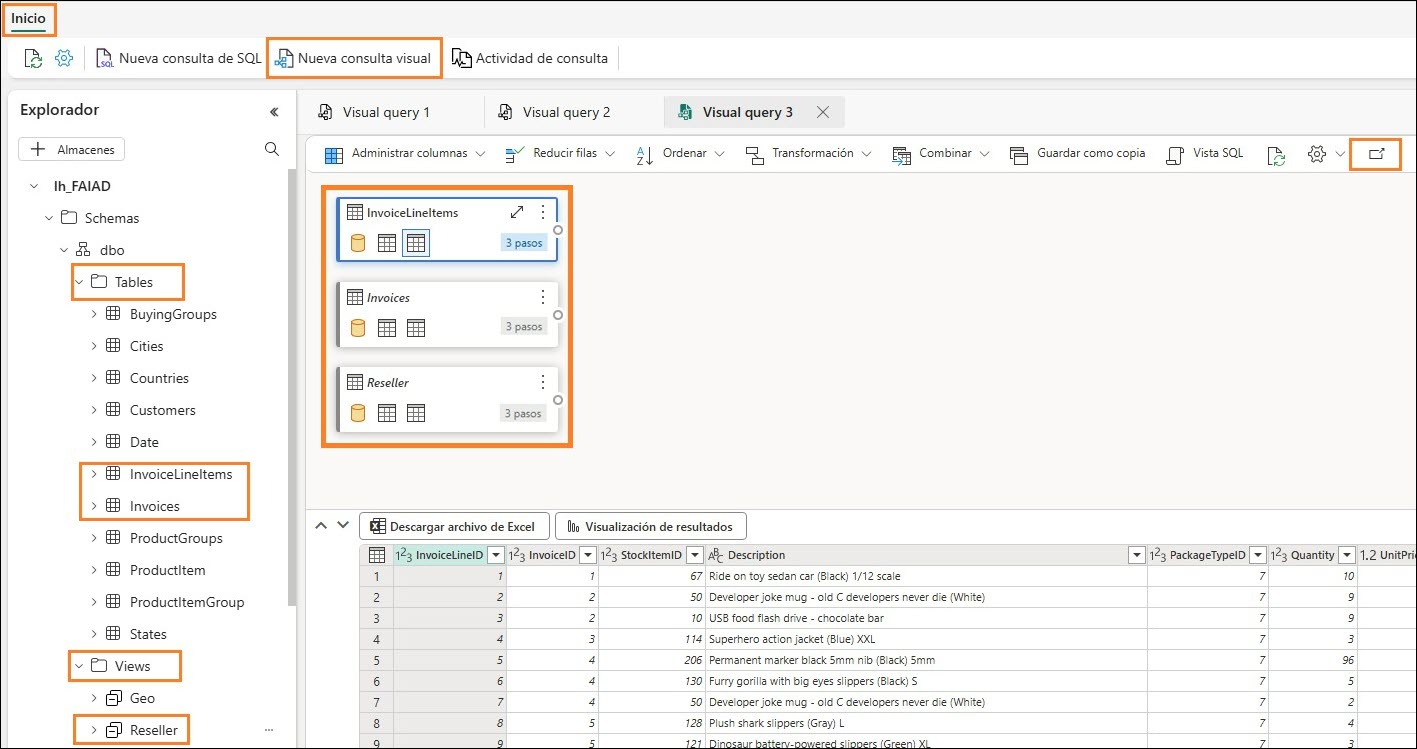 Inicio
Nueva consulta de SQL Nueva consulta visual Actividad de consulta
Explorador
Almacenes
lh_FAIAD
Schemas
dbo
Tables
BuyingGroups
Cities
Countries
Customers
Date
InvoiceLineItems
Invoices
ProductGroups
ProductItem
ProductItemGroup
States
Views
Geo
Reseller
Visual query 1 Visual query 2 Visual query 3
Administrar columnas Reducir filas Ordenar Transformación Combinar Guardar como copia Vista SQL
InvoiceLineItems
3 pasos
Invoices
3 pasos
Reseller
3 pasos
Descargar archivo de Excel Visualización de resultados
InvoiceLineID InvoiceID StockItemID Description PackageTypeID Quantity 1.2 UnitPri
1 1 1 67 Ride on toy sedan car (Black) 1/12 scale 7 10
2 2 2 50 Developer joke mug - old C developers never die (White) 7 9
3 3 2 10 USB food flash drive - chocolate bar 7 9
4 4 3 114 Superhero action jacket (Blue) XXL 7 3
5 5 4 206 Permanent marker black 5mm nib (Black) 5mm 7 96
6 6 4 130 Furry gorilla with big eyes slippers (Black) S 7 5
7 7 4 50 Developer joke mug - old C developers never die (White) 7 2
8 8 5 128 Plush shark slippers (Gray) L 7 4
9 9 5 121 Dinosaur battery-powered slippers (Green) XL 7 3